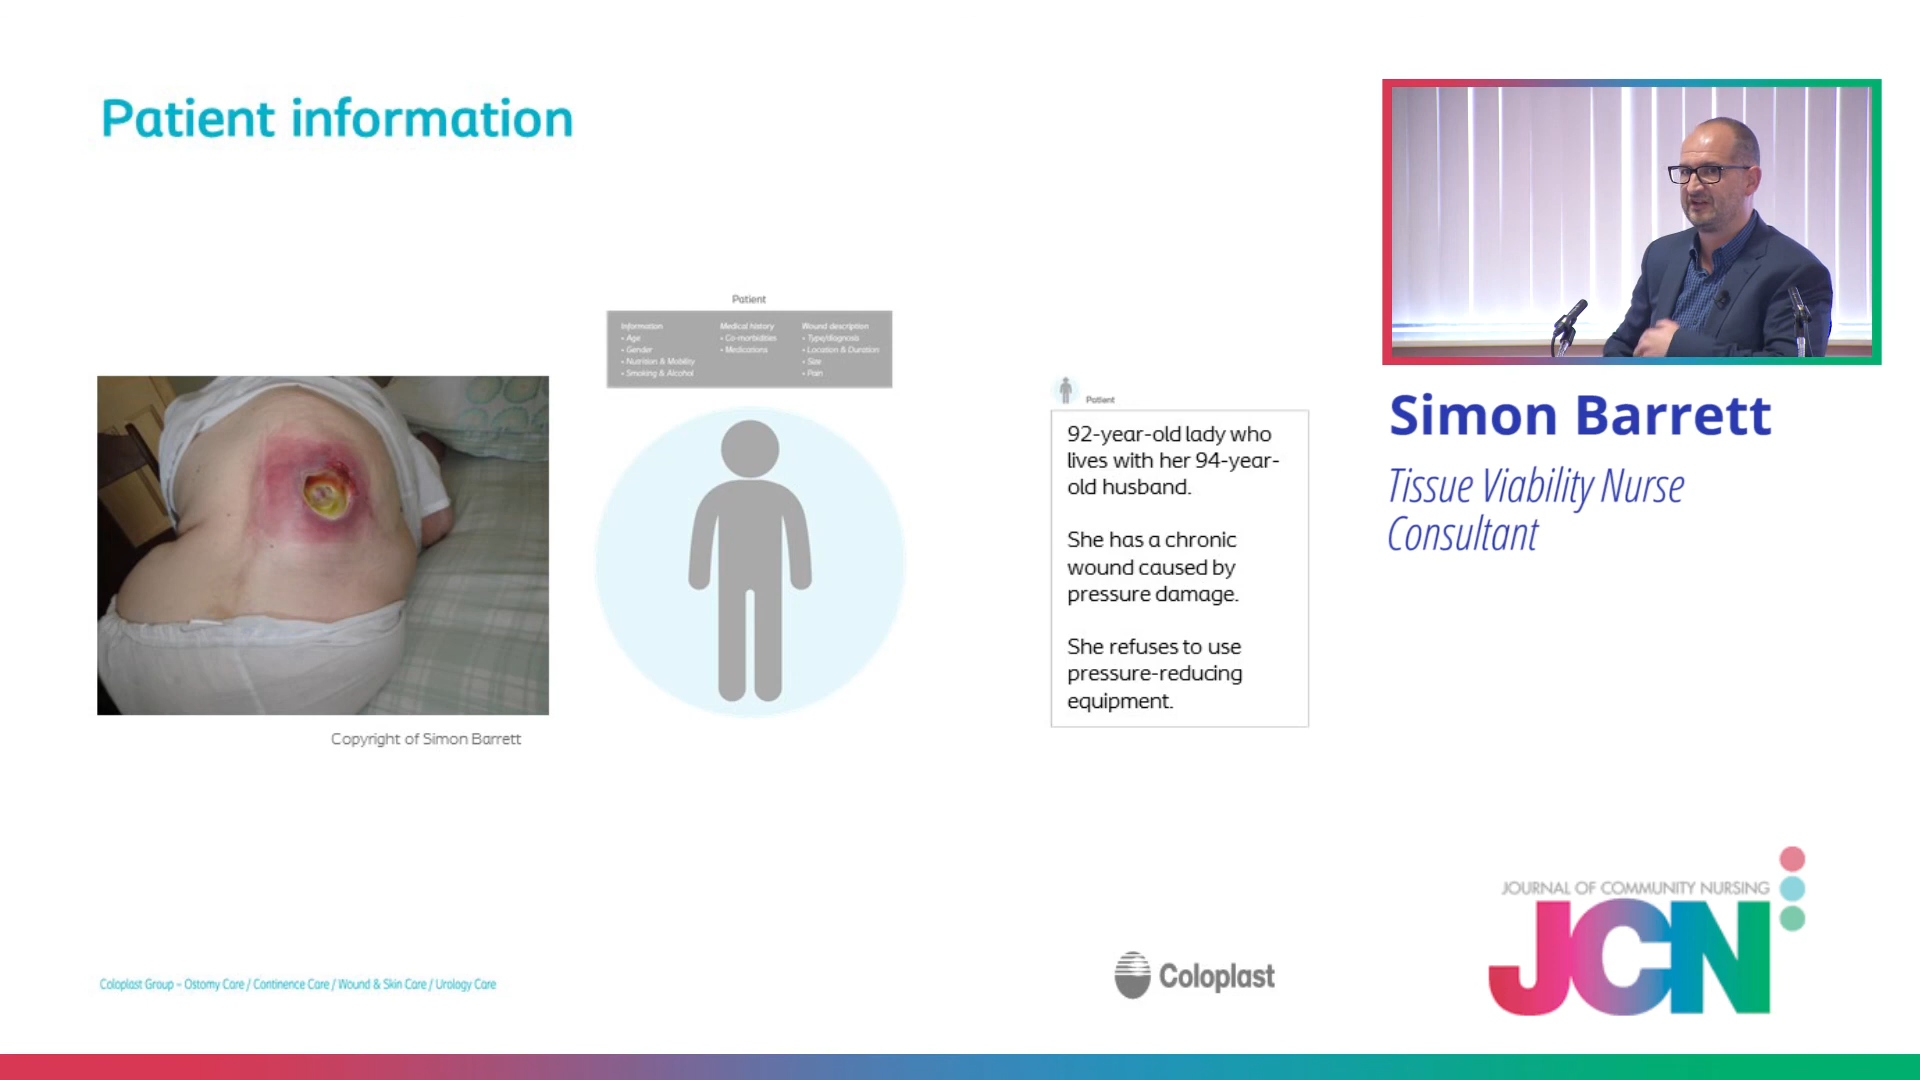 Patient information
Patient
Information
• Age
• Gender
• Nutrition & Mobility
• Smoking & Alcohol
Medical history
• Co-morbidities
• Medications
Wound description
• Type/diagnosis
• Location & Duration
• Size
• Pain
Copyright of Simon Barrett
Patient
92-year-old lady who
lives with her 94-year-
old husband.
She has a chronic
wound caused by
pressure damage.
She refuses to use
pressure-reducing
equipment.
Simon Barrett
Tissue Viability Nurse
Consultant
JOURNAL OF COMMUNITY NURSING
JCN
Coloplast
Coloplast Group – Ostomy Care / Continence Care / Wound & Skin Care / Urology Care